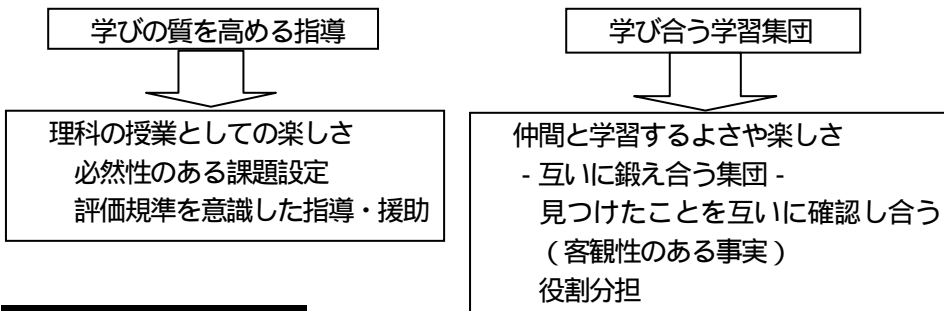 学びの質を高める指導
理科の授業としての楽しさ
必然性のある課題設定
評価規準を意識した指導・援助
学び合う学習集団
仲間と学習するよさや楽しさ
- 互いに鍛え合う集団 -
見つけたことを互いに確認し合う
（客観性のある事実）
役割分担